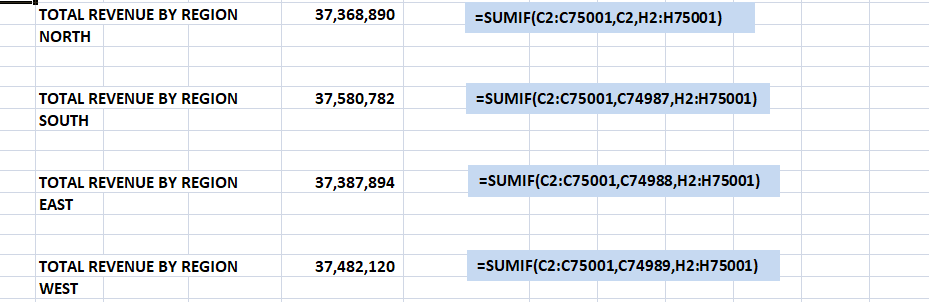 TOTAL REVENUE BY REGION 37,368,890 =SUMIF(C2:C75001,C2,H2:H75001)
NORTH
TOTAL REVENUE BY REGION 37,580,782 =SUMIF(C2:C75001,C74987,H2:H75001)
SOUTH
TOTAL REVENUE BY REGION 37,387,894 =SUMIF(C2:C75001,C74988,H2:H75001)
EAST
TOTAL REVENUE BY REGION 37,482,120 =SUMIF(C2:C75001,C74989,H2:H75001)
WEST